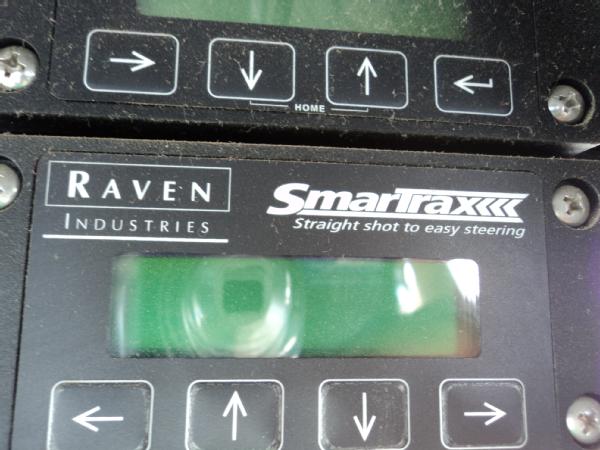 HOME
RAVEN
INDUSTRIES
SmarTrax
Straight shot to easy steering